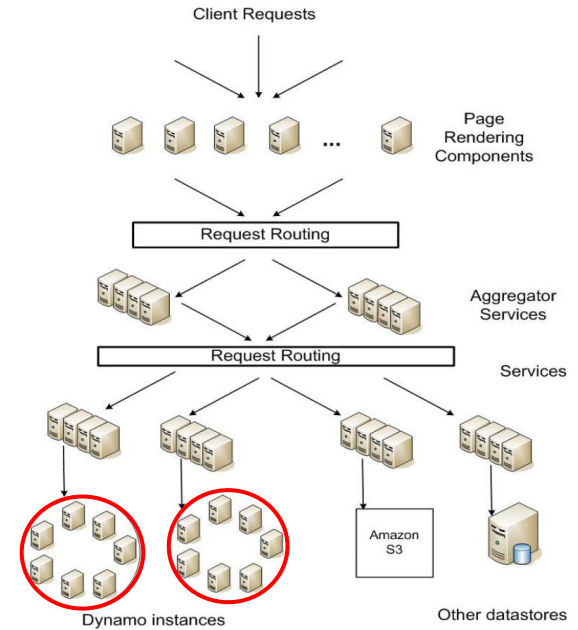 Client Requests
Page
Rendering
Components
...
Request Routing
Aggregator
Services
Request Routing
Services
Amazon
S3
Dynamo instances
Other datastores